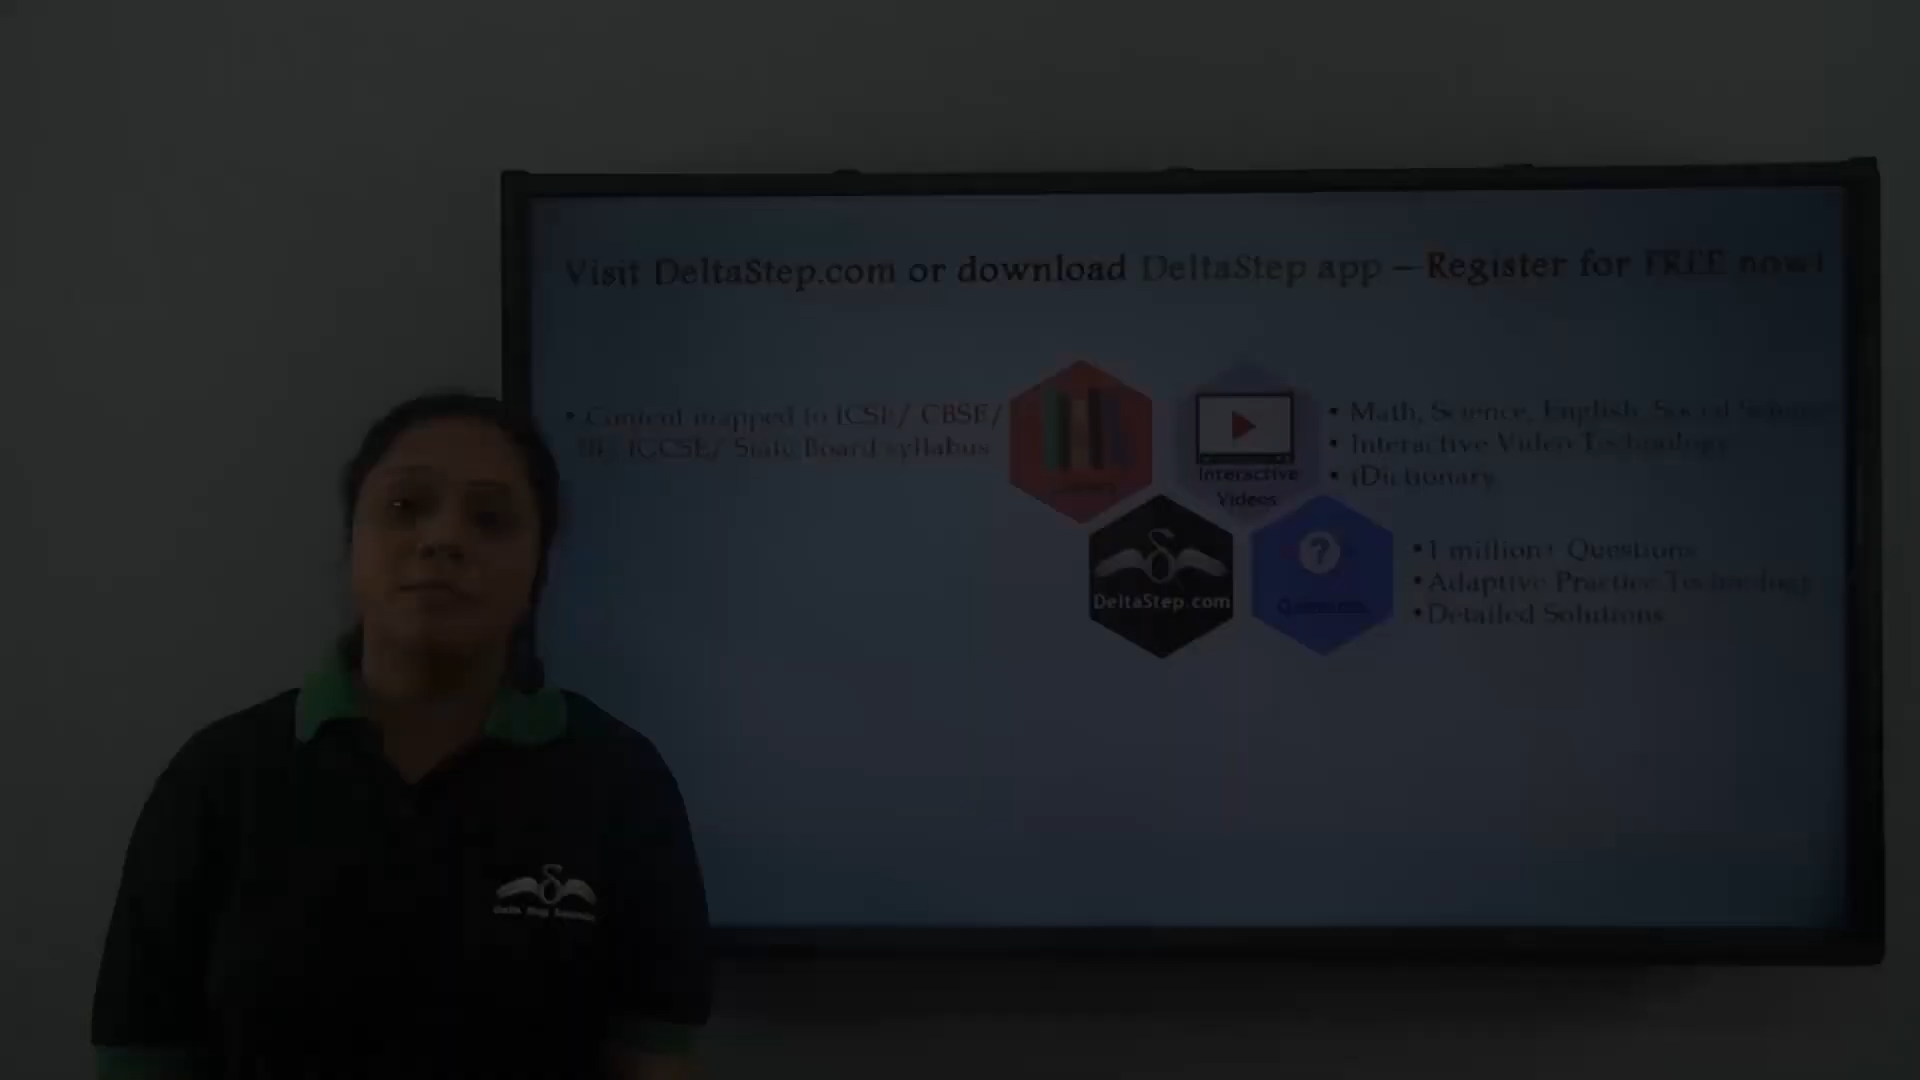 Visit DeltaStep.com or download DeltaStep app – Register for FREE now!
• Content mapped to ICSE/ CBSE/
IB/ IGCSE/ State Board syllabus
Interactive
Videos
• Math, Science, English, Social
• Interactive Video Technology
• iDictionary
DeltaStep.com
?
•1 million+ Questions
•Adaptive Practice Technology
•Detailed Solutions